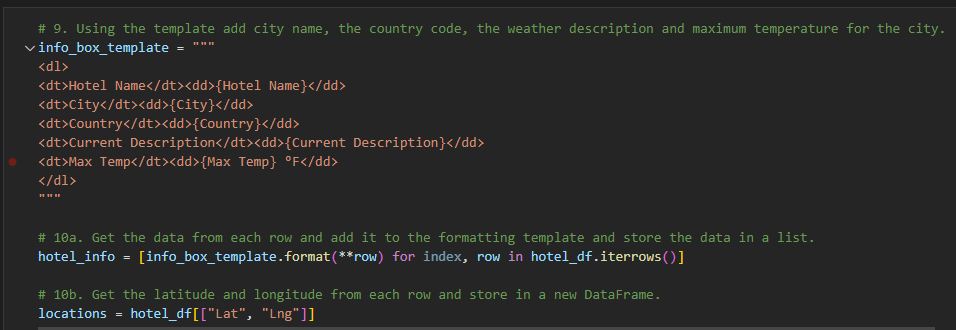 # 9. Using the template add city name, the country code, the weather description and maximum temperature for the city.
info_box_template = """
<dl>
<dt>Hotel Name</dt><dd>{Hotel Name}</dd>
<dt>City</dt><dd>{City}</dd>
<dt>Country</dt><dd>{Country}</dd>
<dt>Current Description</dt><dd>{Current Description}</dd>
<dt>Max Temp</dt><dd>{Max Temp} °F</dd>
</dl>
"""
# 10a. Get the data from each row and add it to the formatting template and store the data in a list.
hotel_info = [info_box_template.format(**row) for index, row in hotel_df.iterrows()]
# 10b. Get the latitude and longitude from each row and store in a new DataFrame.
locations = hotel_df[["Lat", "Lng"]]